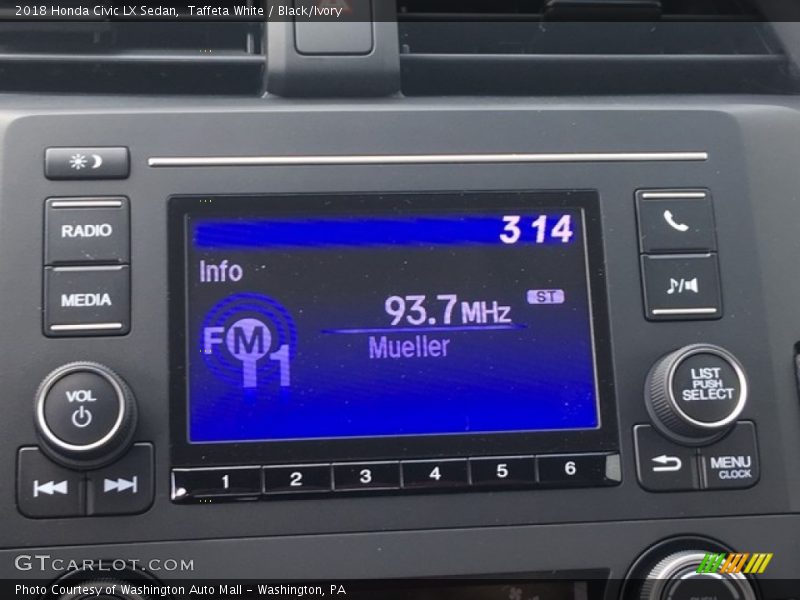 2018 Honda Civic LX Sedan, Taffeta White / Black/Ivory
314
RADIO
Info
ST
93.7MHz
MEDIA
FM1
Mueller
VOL
LIST
PUSH
SELECT
MENU
CLOCK
1 2 3 4 5 6
GTCARLOT.COM
Photo Courtesy of Washington Auto Mall - Washington, PA